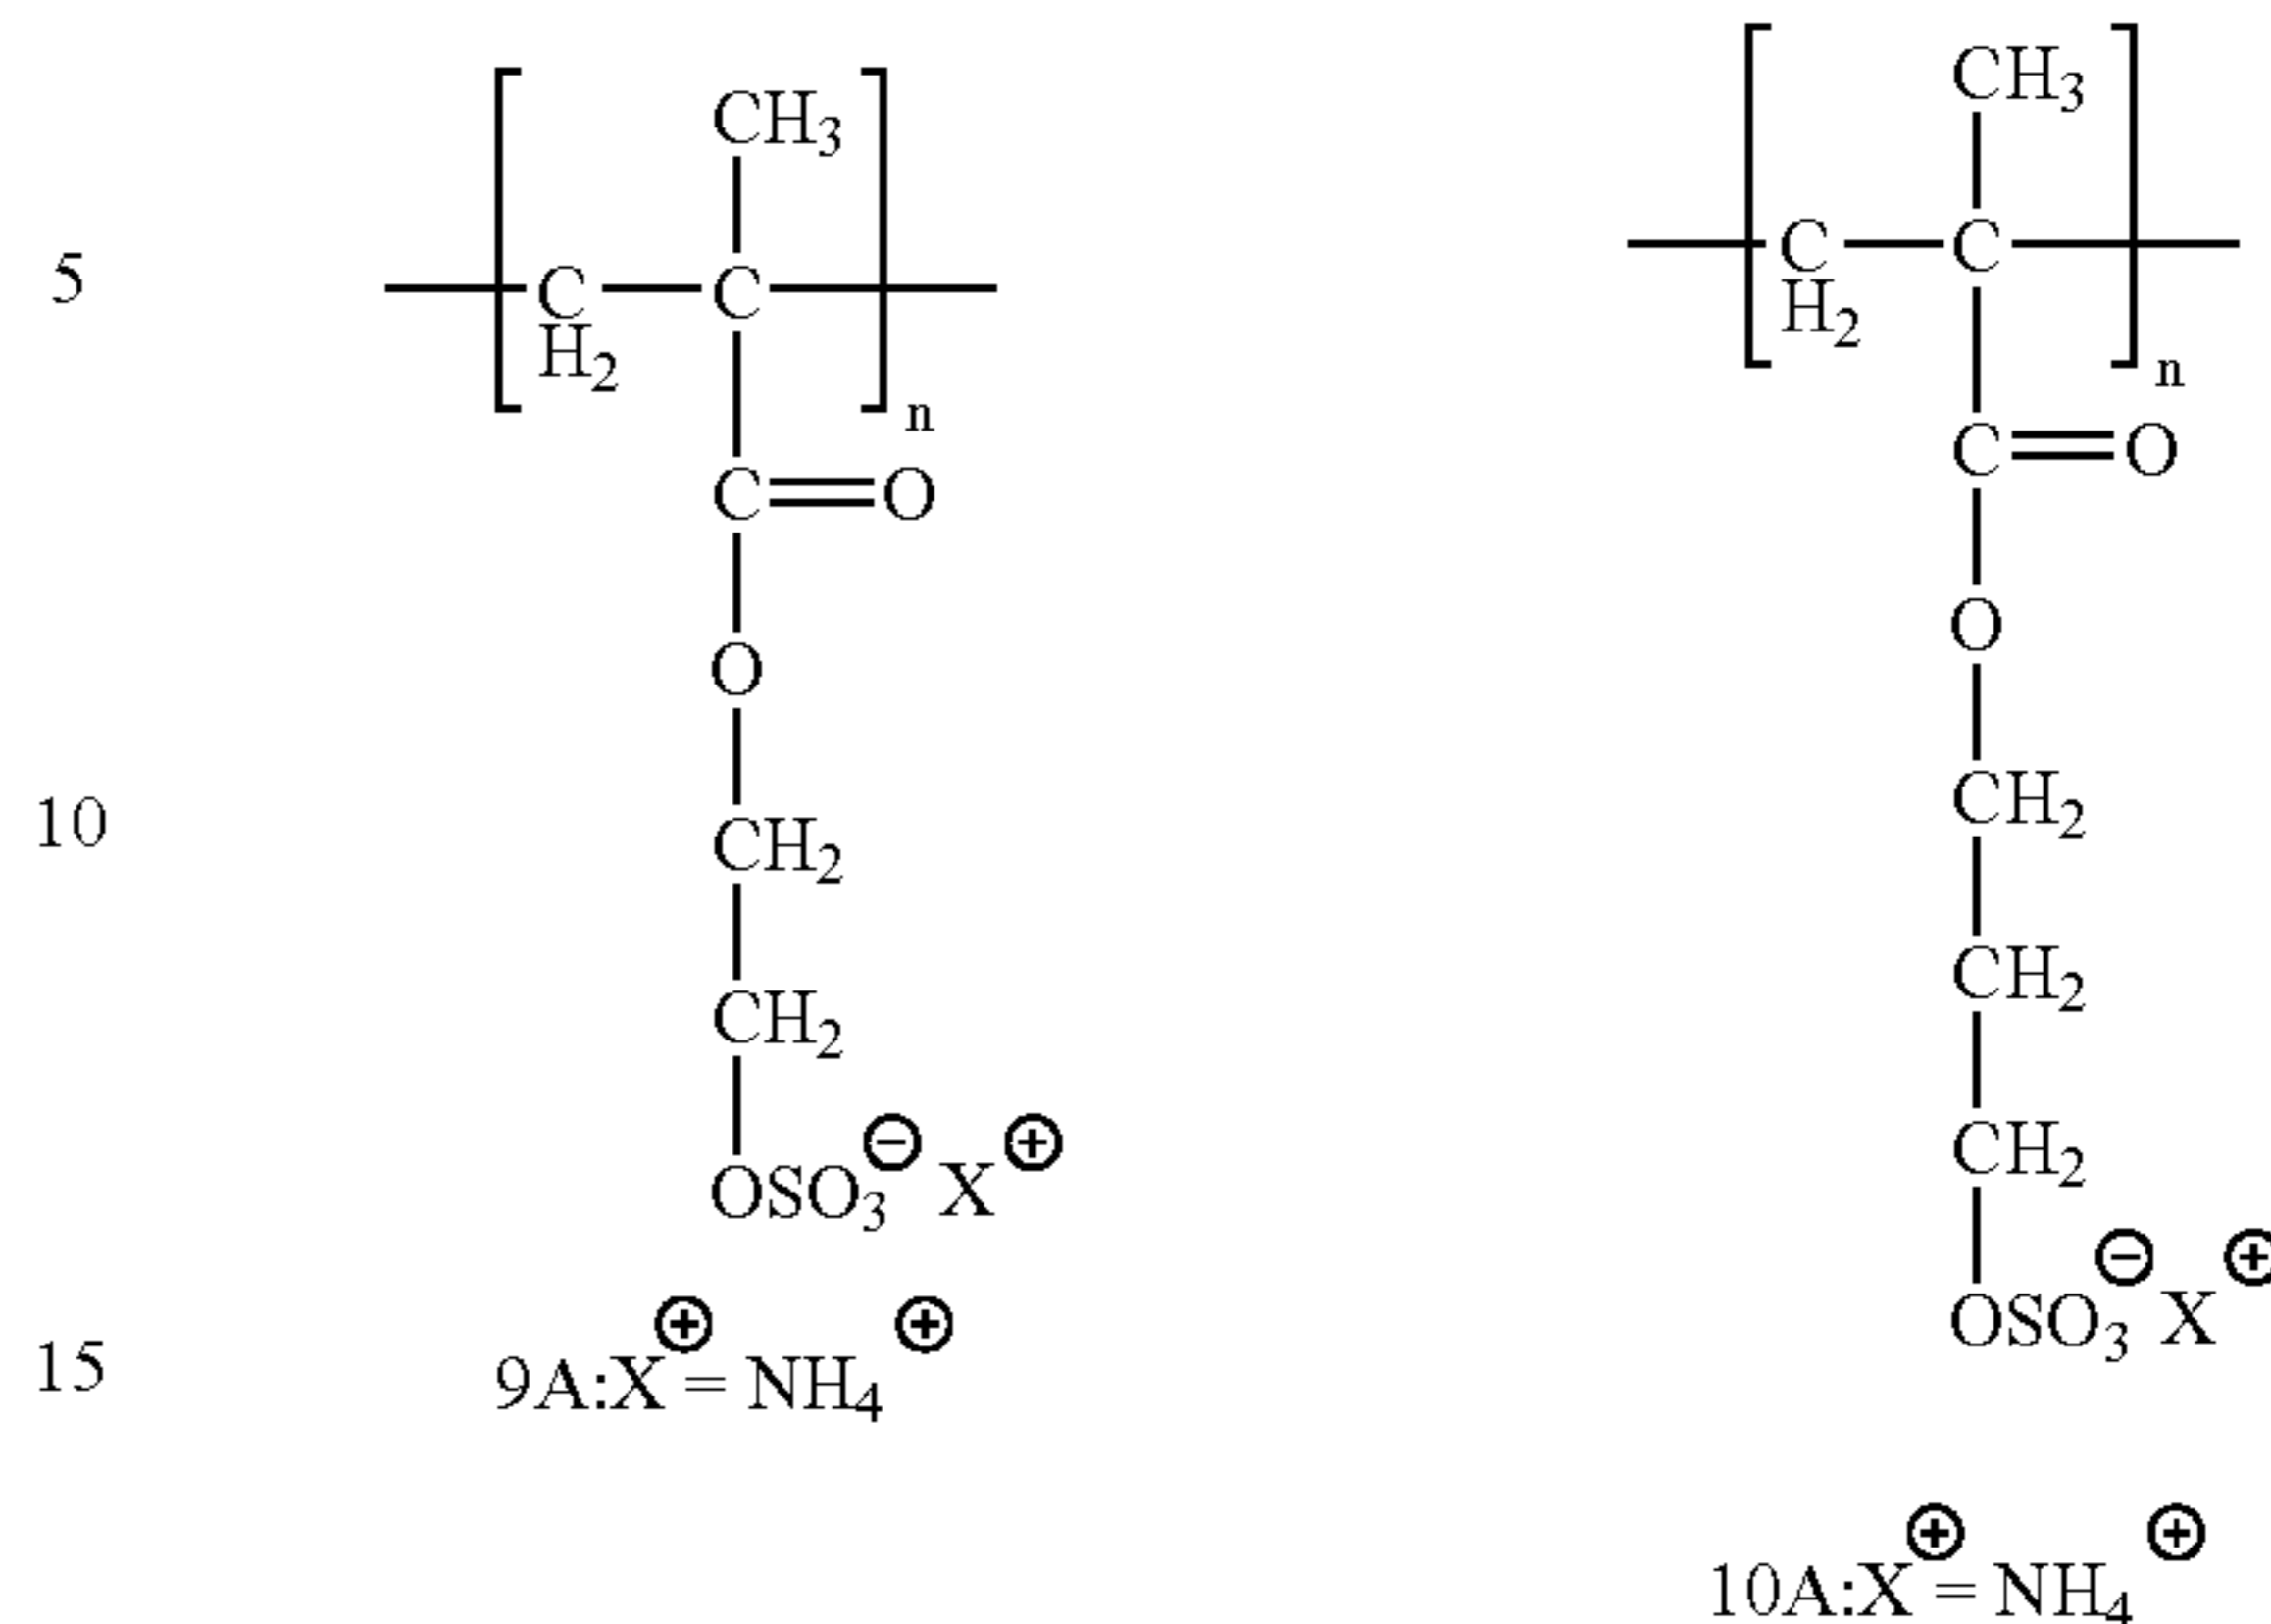 CH₃
5
C
C
H₂
n
C=O
O
10
CH₂
CH₂
OSO₃⊖ X⊕
15
9A:X⊕ = NH₄⊕
CH₃
C
C
H₂
n
C=O
O
CH₂
CH₂
CH₂
OSO₃⊖ X⊕
10A:X⊕ = NH₄⊕